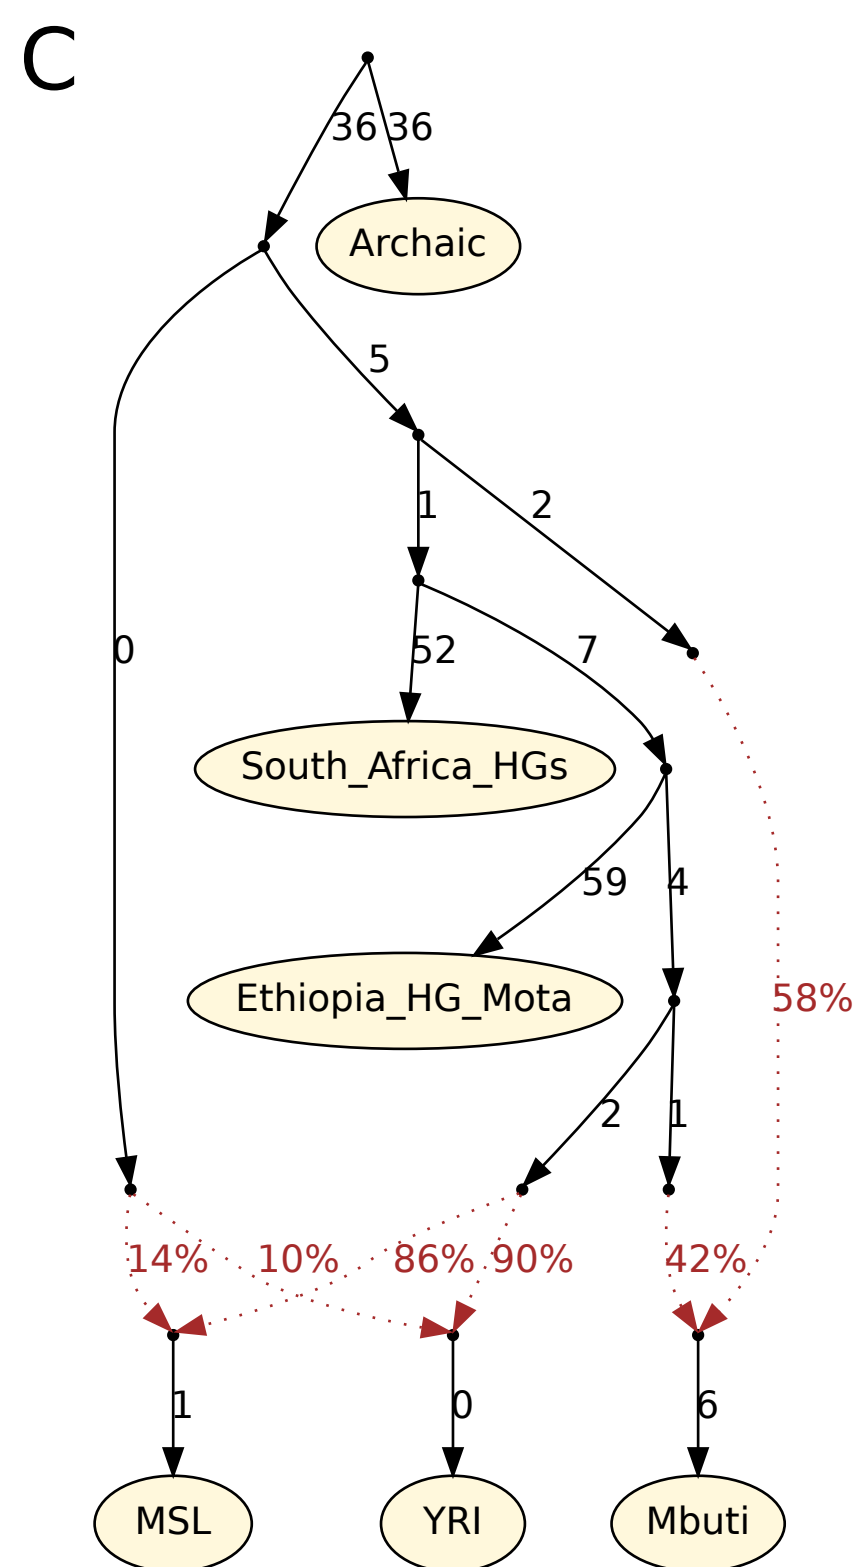 C
36 36
Archaic
5
1 2
0 52 7
South_Africa_HGs
59 4
Ethiopia_HG_Mota 58%
2 1
14% 10% 86% 90% 42%
1 0 6
MSL YRI Mbuti